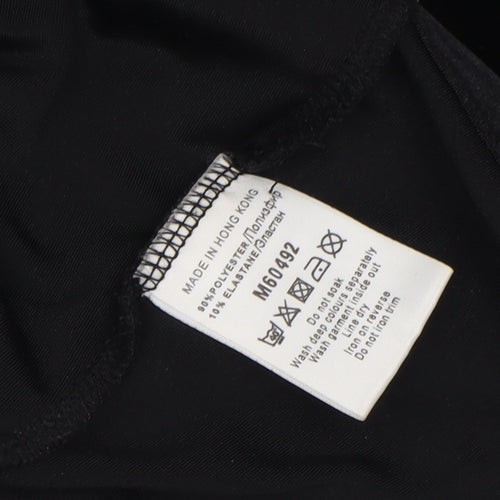 MADE IN HONG KONG
90% POLYESTER/Полиэфир
10% ELASTANE/Эластан
M60492
Do not soak
Wash deep colours separately
Wash garment inside out
Line dry
Iron on reverse
Do not iron trim